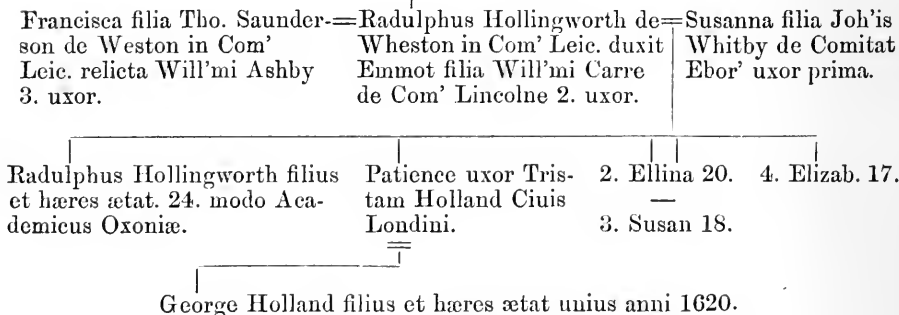 Francisca filia Tho. Saunder-
son de Weston in Com’
Leic. relicta Will’mi Ashby
3. uxor.
=Radulphus Hollingworth de=
Wheston in Com’ Leic. duxit
Emmot filia Will’mi Carre
de Com’ Lincolne 2. uxor.
Susanna filia Joh’is
Whitby de Comitat
Ebor’ uxor prima.
Radulphus Hollingworth filius
et hæres ætat. 24. modo Aca-
demicus Oxoniæ.
Patience uxor Tris-
tam Holland Ciuis
Londini.
2. Ellina 20.
—
3. Susan 18.
4. Elizab. 17.
George Holland filius et hæres ætat unius anni 1620.